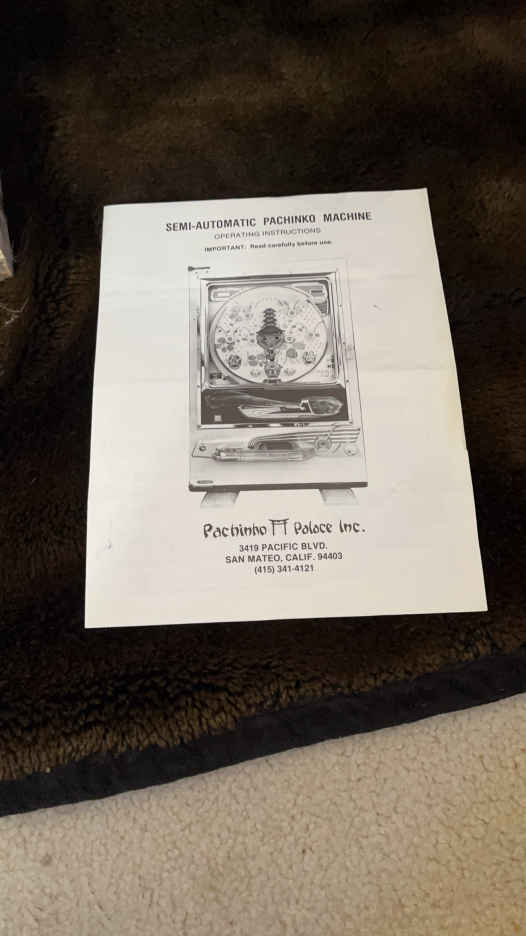 SEMI-AUTOMATIC PACHINKO MACHINE
OPERATING INSTRUCTIONS
IMPORTANT: Read carefully before use.
Pachinko Palace Inc.
3419 PACIFIC BLVD.
SAN MATEO, CALIF. 94403
(415) 341-4121